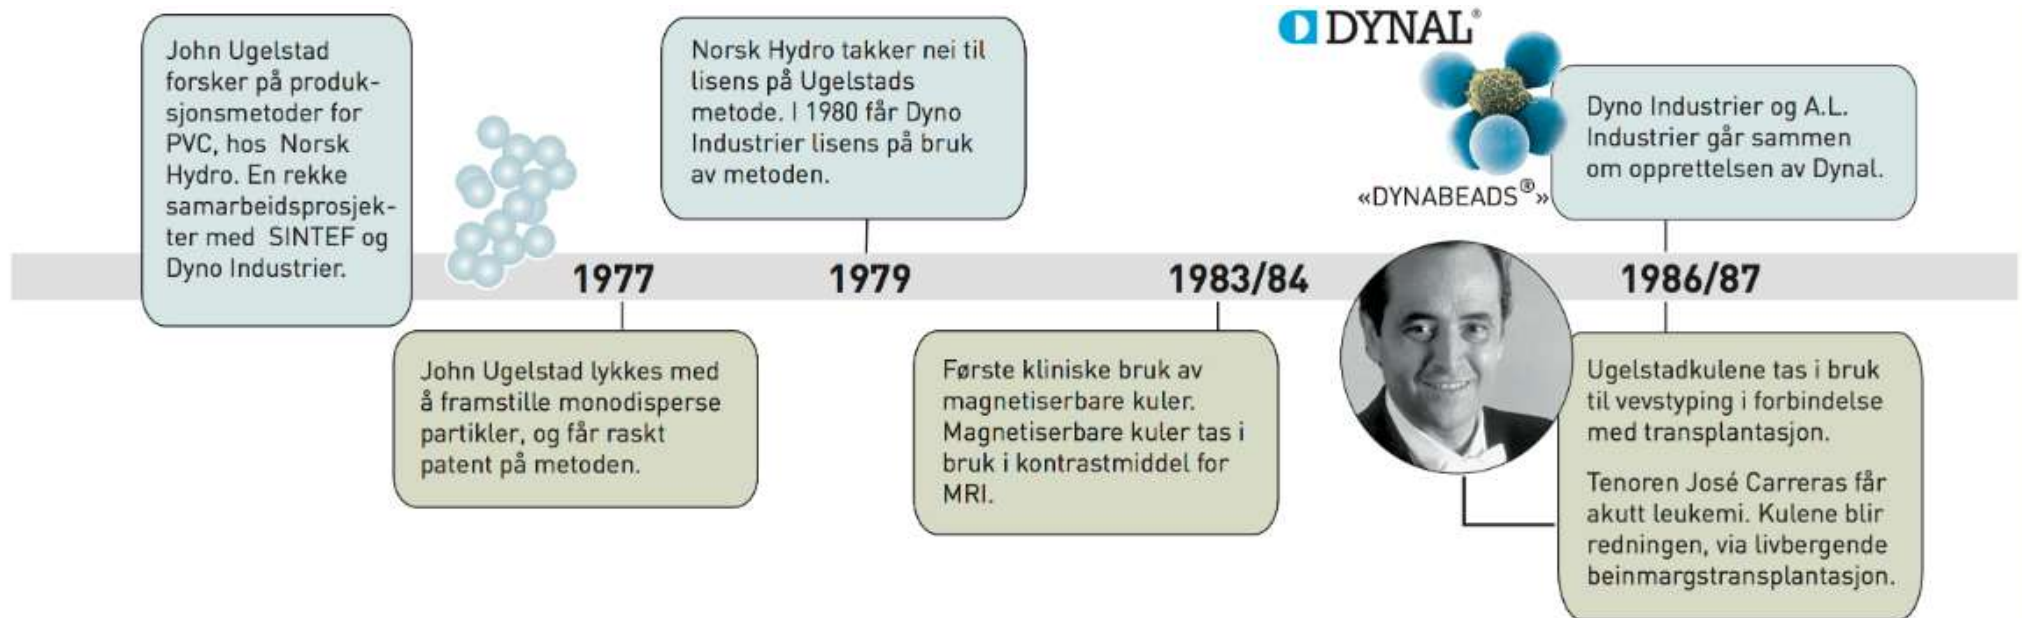 John Ugelstad
forsker på produk-
sjonsmetoder for
PVC, hos Norsk
Hydro. En rekke
samarbeidsprosjek-
ter med SINTEF og
Dyno Industrier.
1977
John Ugelstad lykkes med
å framstille monodisperse
partikler, og får raskt
patent på metoden.
Norsk Hydro takker nei til
lisens på Ugelstads
metode. I 1980 får Dyno
Industrier lisens på bruk
av metoden.
1979
1983/84
Første kliniske bruk av
magnetiserbare kuler.
Magnetiserbare kuler tas i
bruk i kontrastmiddel for
MRI.
DYNAL®
«DYNABEADS®»
Dyno Industrier og A.L.
Industrier går sammen
om opprettelsen av Dynal.
1986/87
Ugelstadkulene tas i bruk
til vevstyping i forbindelse
med transplantasjon.
Tenoren José Carreras får
akutt leukemi. Kulene blir
redningen, via livbergende
beinmargstransplantasjon.